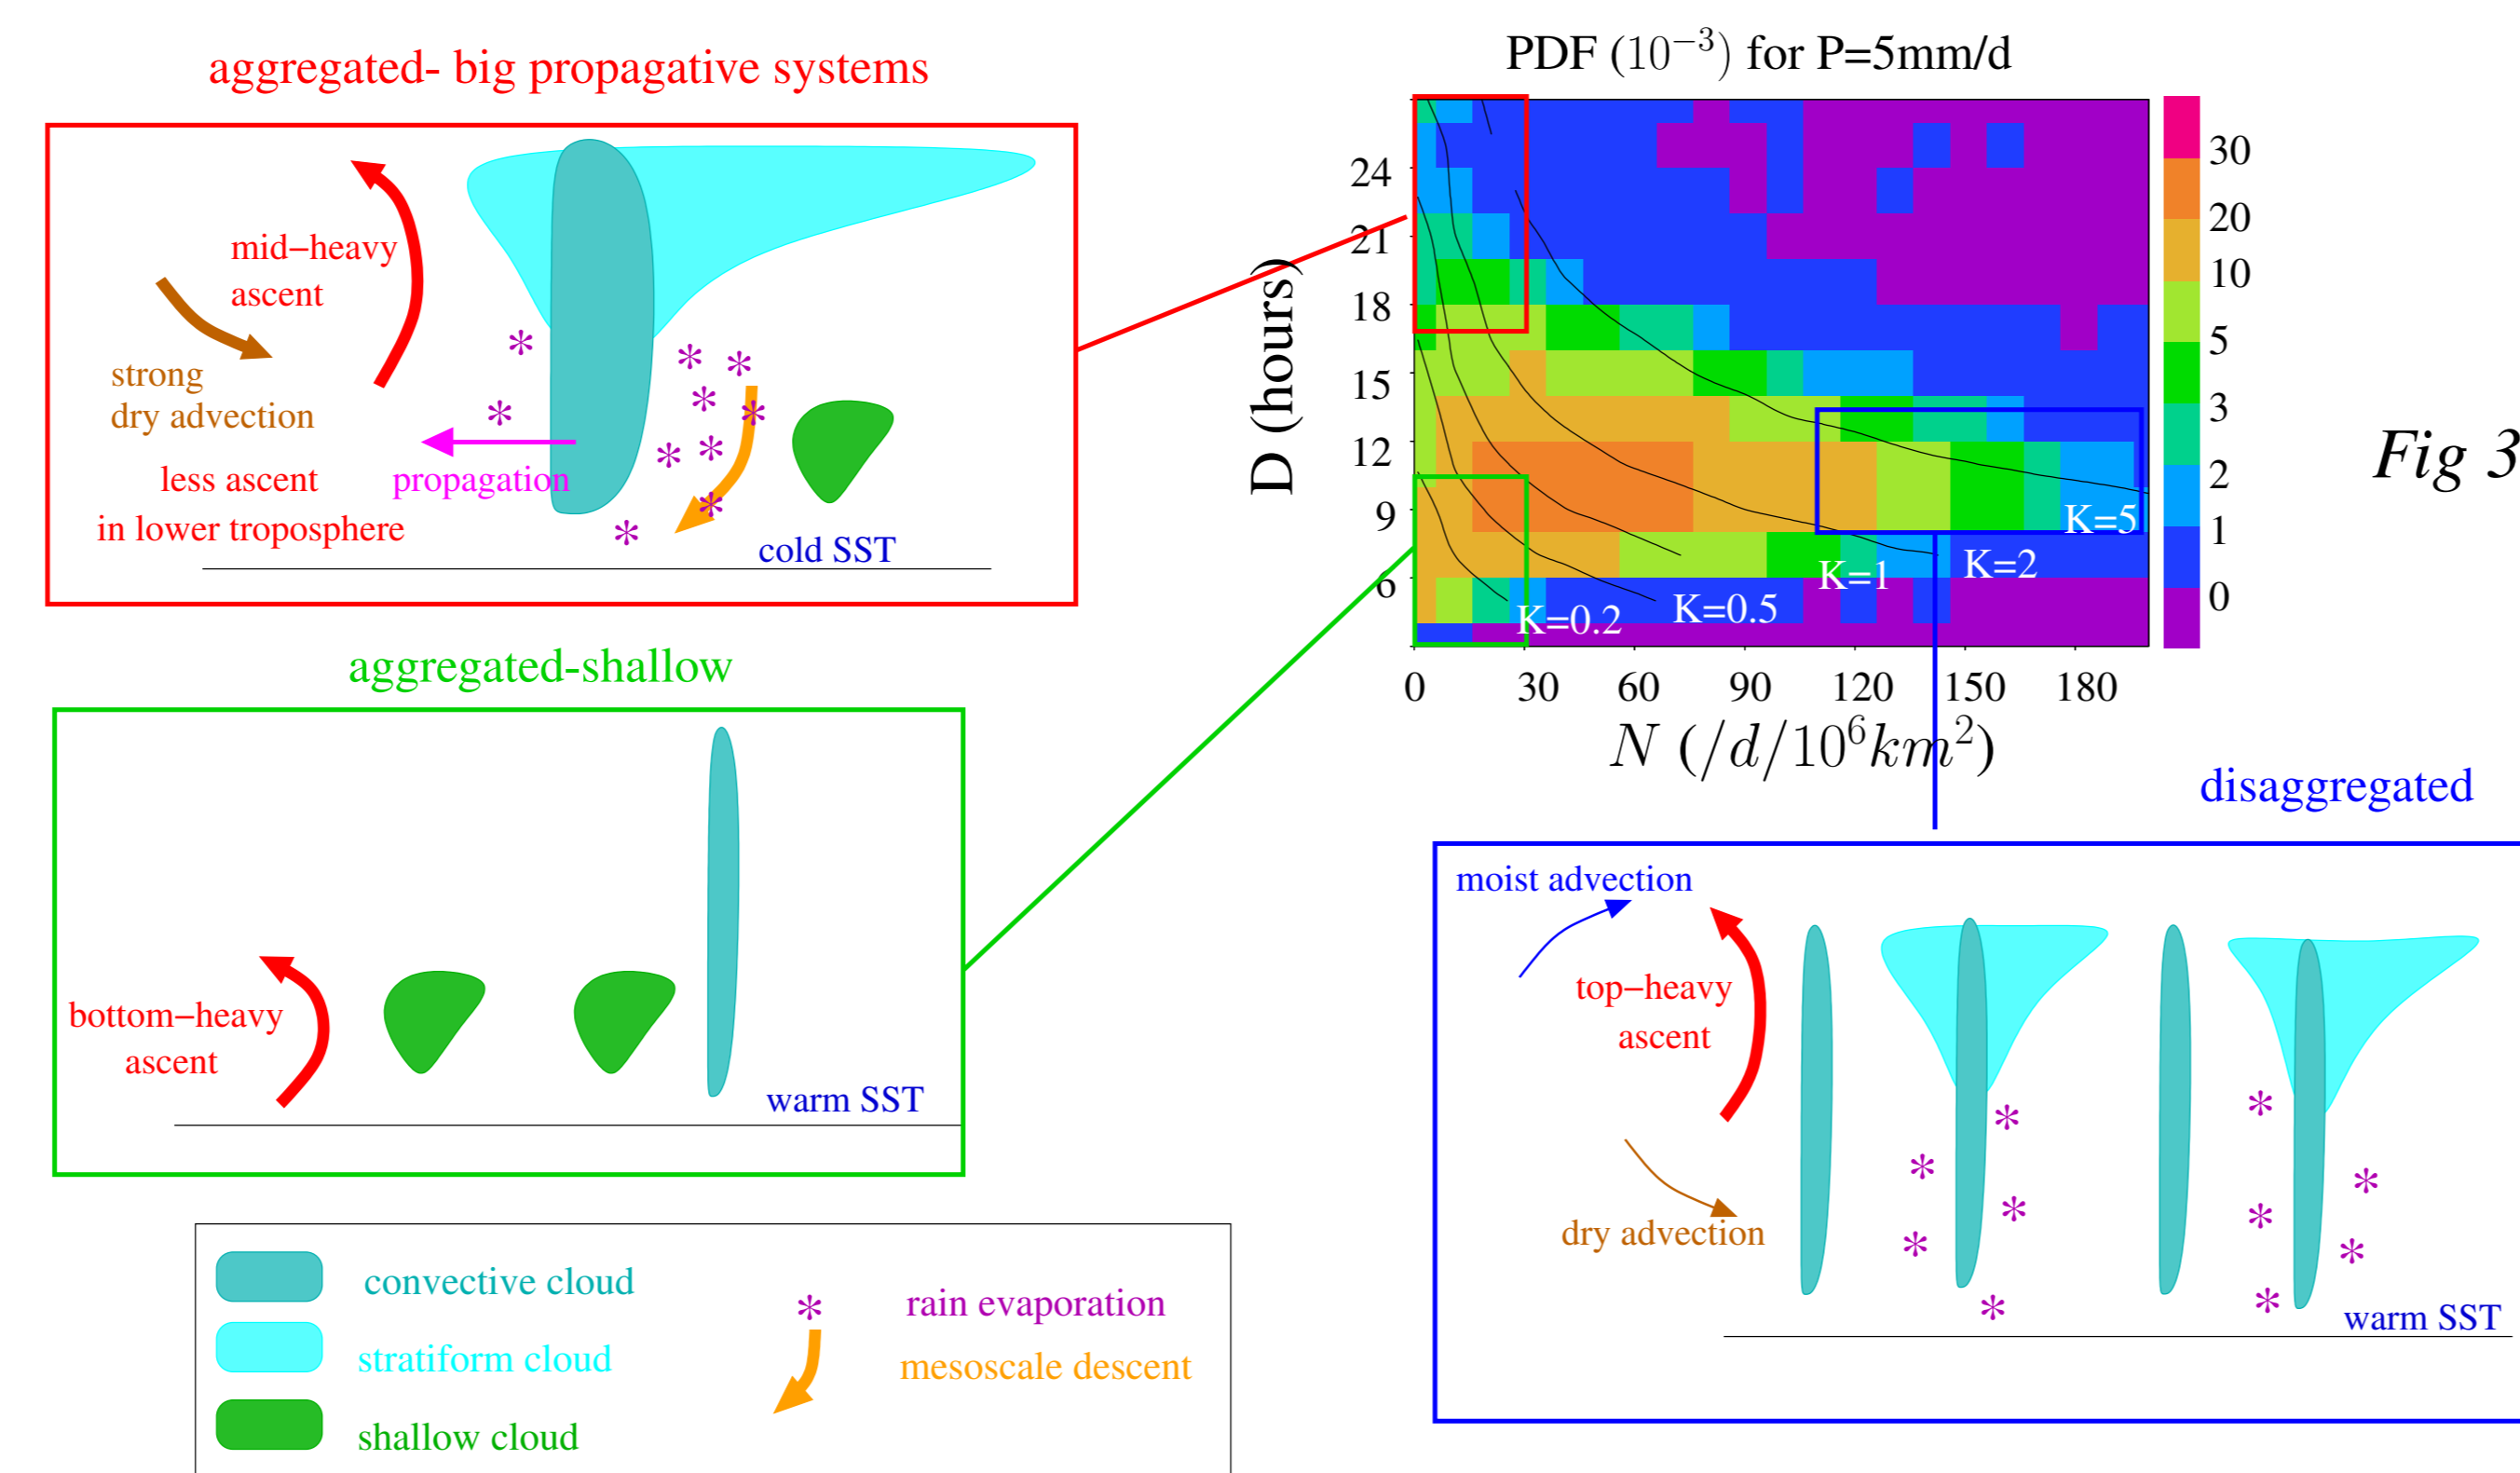 aggregated- big propagative systems
mid-heavy
ascent
strong
dry advection
less ascent
in lower troposphere
propagation
cold SST
PDF (10⁻³) for P=5mm/d
D (hours)
24
21
18
15
12
9
6
0
30
60
90
120
150
180
N (/d/10⁶km²)
K=0.2
K=0.5
K=1
K=2
K=5
30
20
10
5
3
2
1
0
Fig 3
aggregated-shallow
bottom-heavy
ascent
warm SST
disaggregated
moist advection
top-heavy
ascent
dry advection
warm SST
convective cloud
stratiform cloud
shallow cloud
* rain evaporation
mesoscale descent